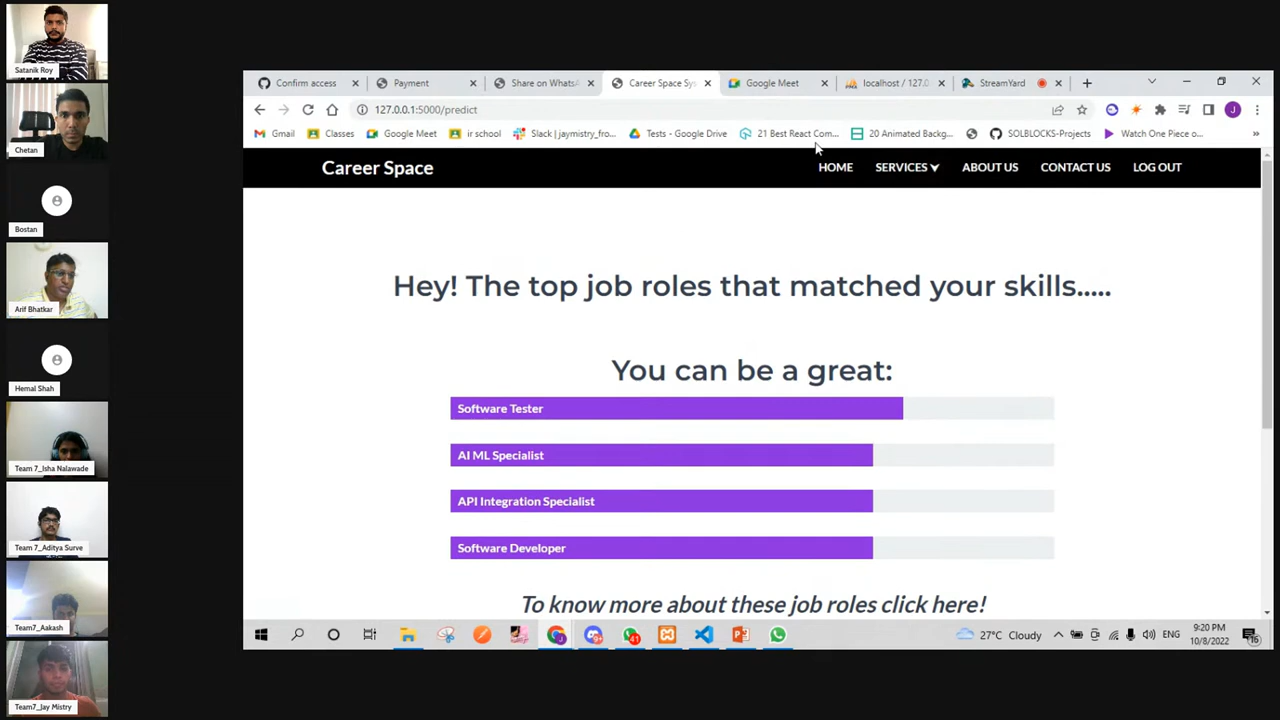 Satanik Roy
Chetan
Bostan
Arif Bhatkar
Hemal Shah
Team 7_Isha Nalawade
Team 7_Aditya Surve
Team7_Aakash
Team7_Jay Mistry
Confirm access
Payment
Share on WhatsA
Career Space Sy
Google Meet
localhost / 127.0
StreamYard
127.0.0.1:5000/predict
J
Gmail
Classes
Google Meet
ir school
Slack | jaymistry_fro...
Tests - Google Drive
21 Best React Com...
20 Animated Backg...
SOLBLOCKS-Projects
Watch One Piece o...
»
Career Space
HOME
SERVICES
ABOUT US
CONTACT US
LOG OUT
Hey! The top job roles that matched your skills.....
You can be a great:
Software Tester
AI ML Specialist
API Integration Specialist
Software Developer
To know more about these job roles click here!
27°C Cloudy
ENG
9:20 PM
10/8/2022